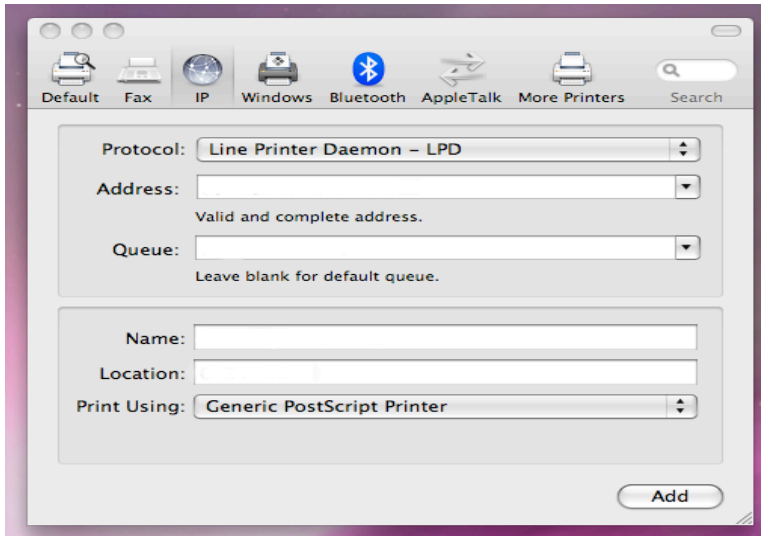 Default Fax IP Windows Bluetooth AppleTalk More Printers Search
Protocol: Line Printer Daemon – LPD
Address:
Valid and complete address.
Queue:
Leave blank for default queue.
Name:
Location:
Print Using: Generic PostScript Printer
Add